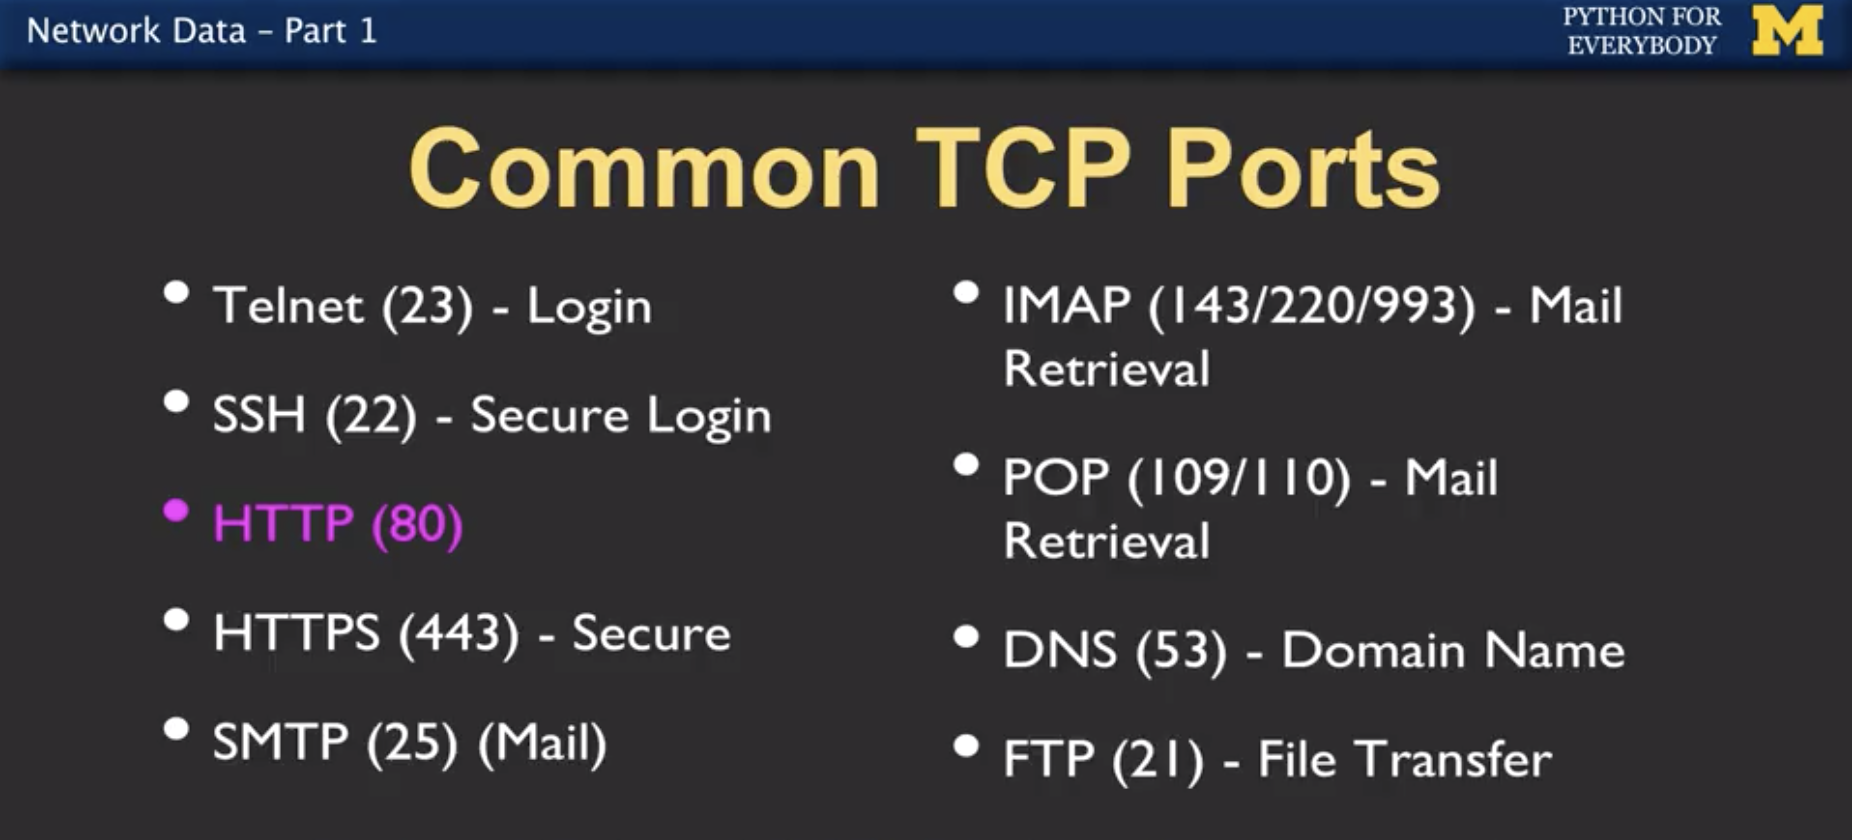 Network Data – Part 1
PYTHON FOR
EVERYBODY
M
Common TCP Ports
• Telnet (23) - Login
• SSH (22) - Secure Login
• HTTP (80)
• HTTPS (443) - Secure
• SMTP (25) (Mail)
• IMAP (143/220/993) - Mail
Retrieval
• POP (109/110) - Mail
Retrieval
• DNS (53) - Domain Name
• FTP (21) - File Transfer